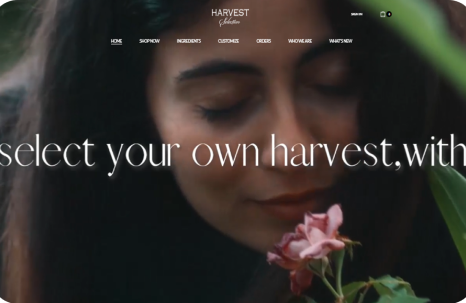 HARVEST
Selection
SIGN IN
HOME
SHOP NOW
INGREDIENTS
CUSTOMIZE
ORDERS
WHO WE ARE
WHAT'S NEW
select your own harvest,with